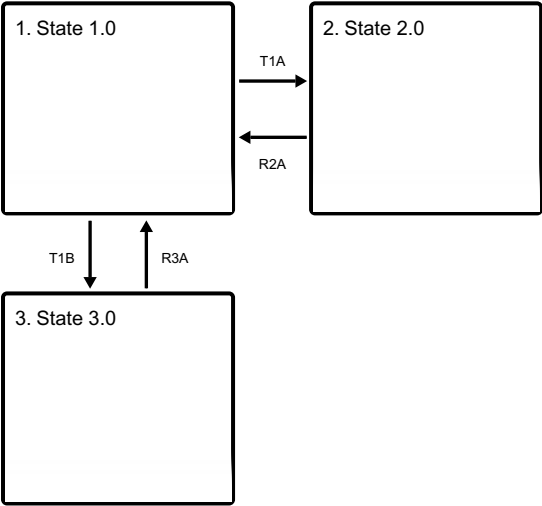 1. State 1.0
2. State 2.0
T1A
R2A
T1B
R3A
3. State 3.0